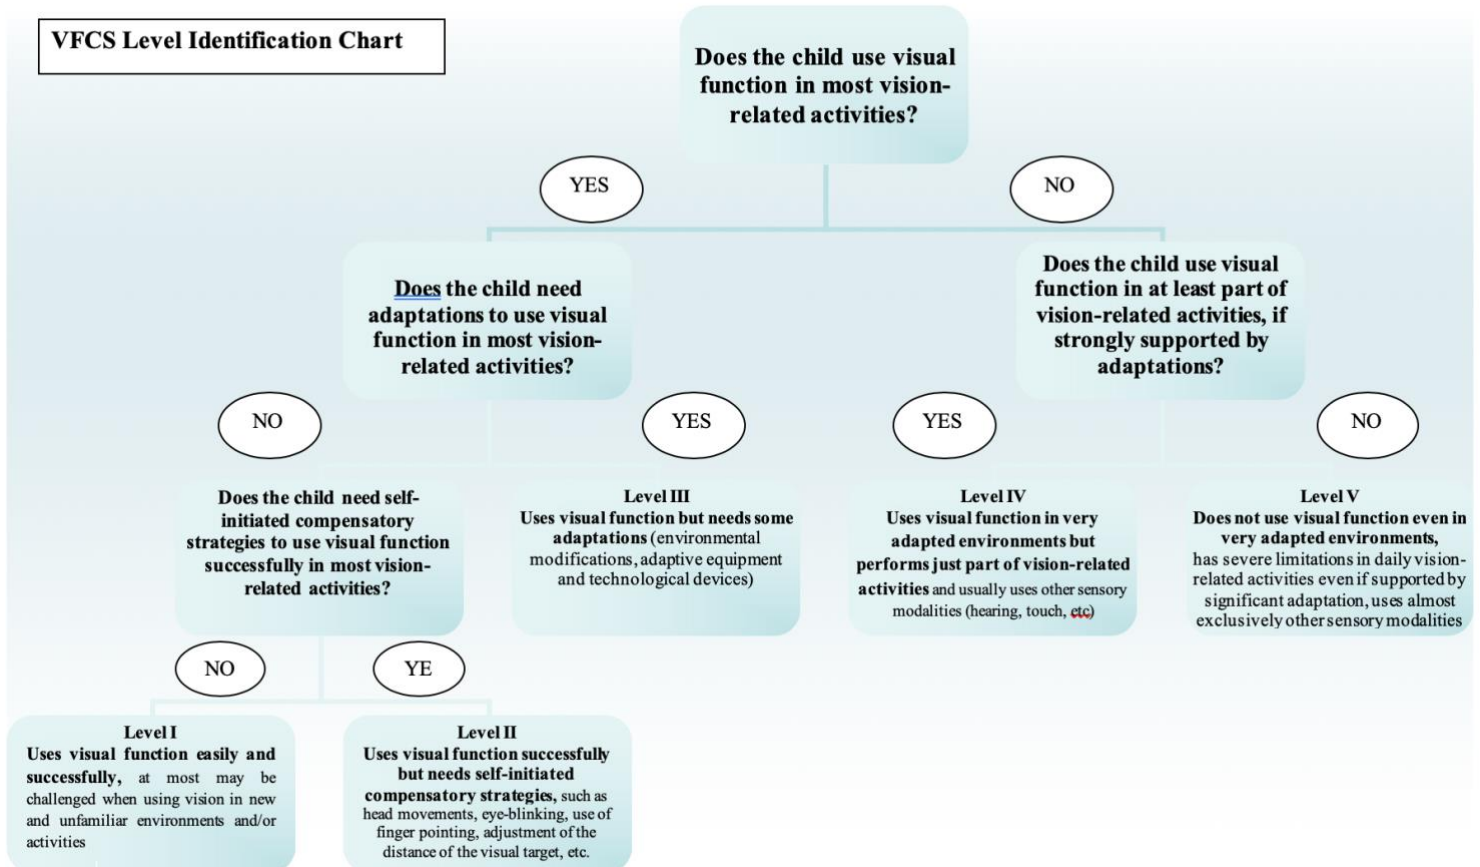 VFCS Level Identification Chart
Does the child use visual
function in most vision-
related activities?
YES
NO
Does the child need
adaptations to use visual
function in most vision-
related activities?
Does the child use visual
function in at least part of
vision-related activities, if
strongly supported by
adaptations?
NO
YES
YES
NO
Does the child need self-
initiated compensatory
strategies to use visual function
successfully in most vision-
related activities?
Level III
Uses visual function but needs some
adaptations (environmental
modifications, adaptive equipment
and technological devices)
Level IV
Uses visual function in very
adapted environments but
performs just part of vision-related
activities and usually uses other sensory
modalities (hearing, touch, etc)
Level V
Does not use visual function even in
very adapted environments,
has severe limitations in daily vision-
related activities even if supported by
significant adaptation, uses almost
exclusively other sensory modalities
NO
YE
Level I
Uses visual function easily and
successfully, at most may be
challenged when using vision in new
and unfamiliar environments and/or
activities
Level II
Uses visual function successfully
but needs self-initiated
compensatory strategies, such as
head movements, eye-blinking, use of
finger pointing, adjustment of the
distance of the visual target, etc.